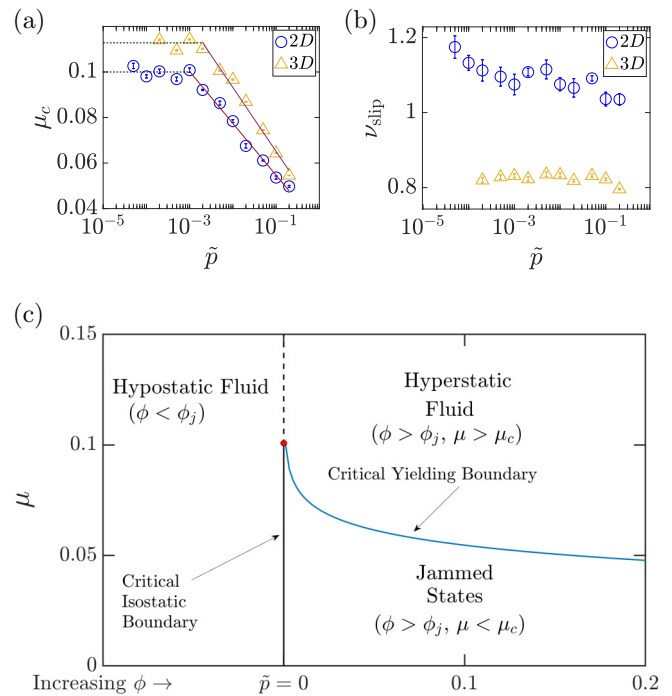 (a)
(b)
2D
3D
0.1
0.08
0.06
0.04
μc
10⁻⁵
10⁻³
10⁻¹
p̃
2D
3D
1.2
1
0.8
νslip
10⁻⁵
10⁻³
10⁻¹
p̃
(c)
0.15
0.1
0.05
0
μ
Hypostatic Fluid
(ϕ < ϕj)
Hyperstatic
Fluid
(ϕ > ϕj, μ > μc)
Critical Yielding Boundary
Critical
Isostatic
Boundary
Jammed
States
(ϕ > ϕj, μ < μc)
Increasing ϕ →
p̃ = 0
0.1
0.2